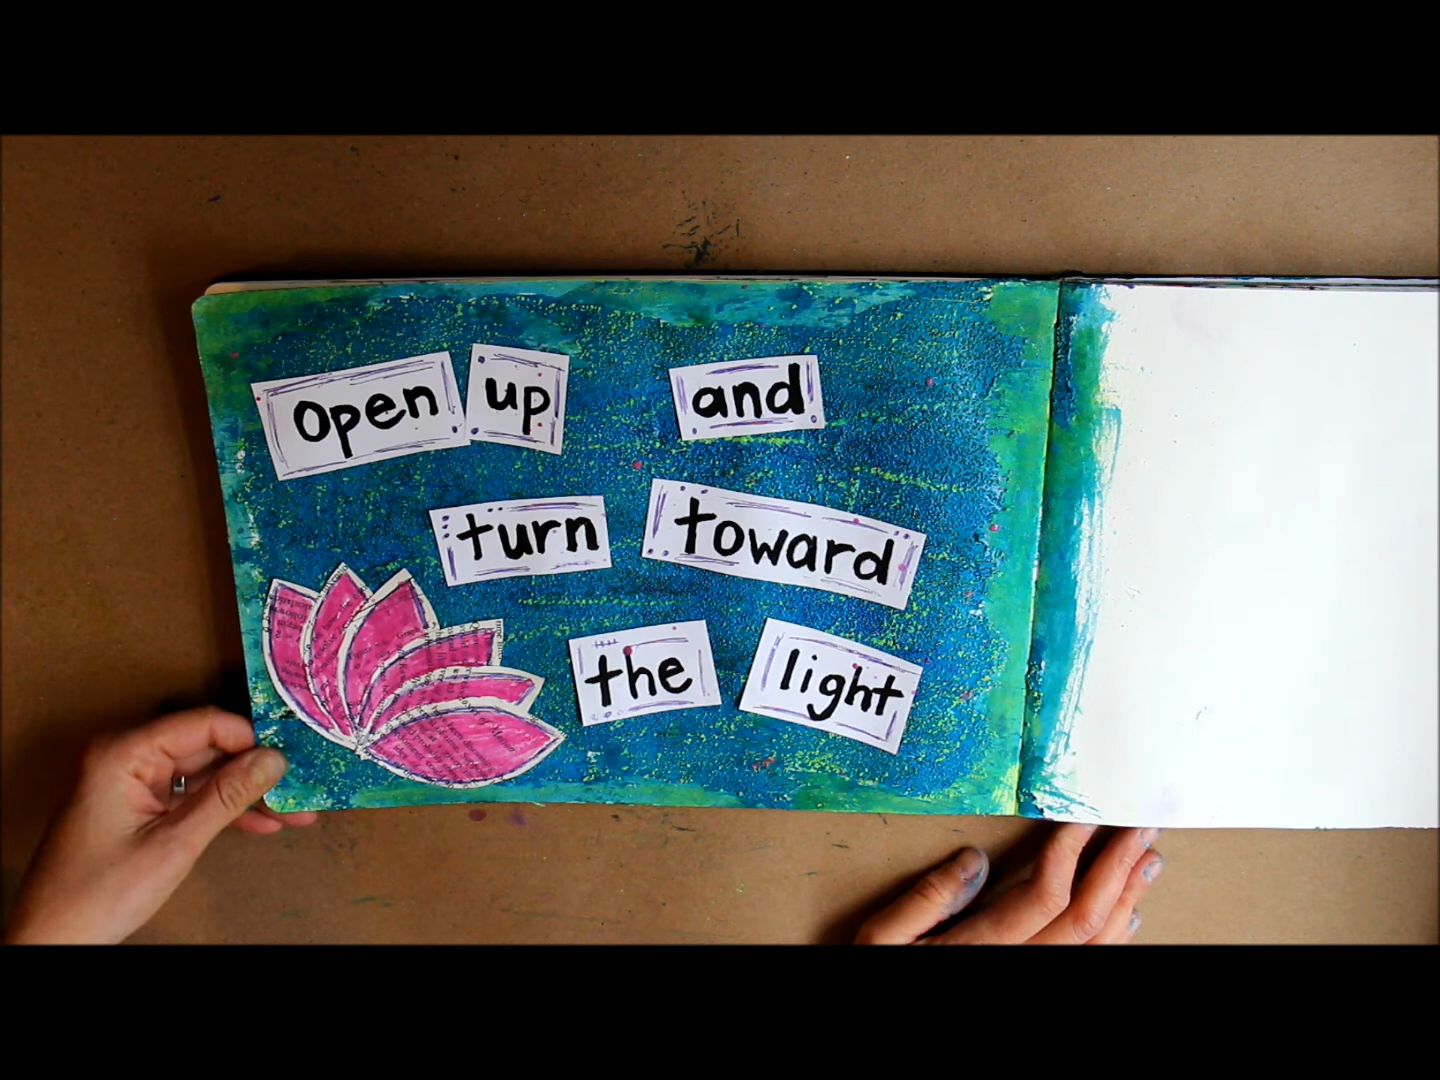 open up and
turn toward
the light